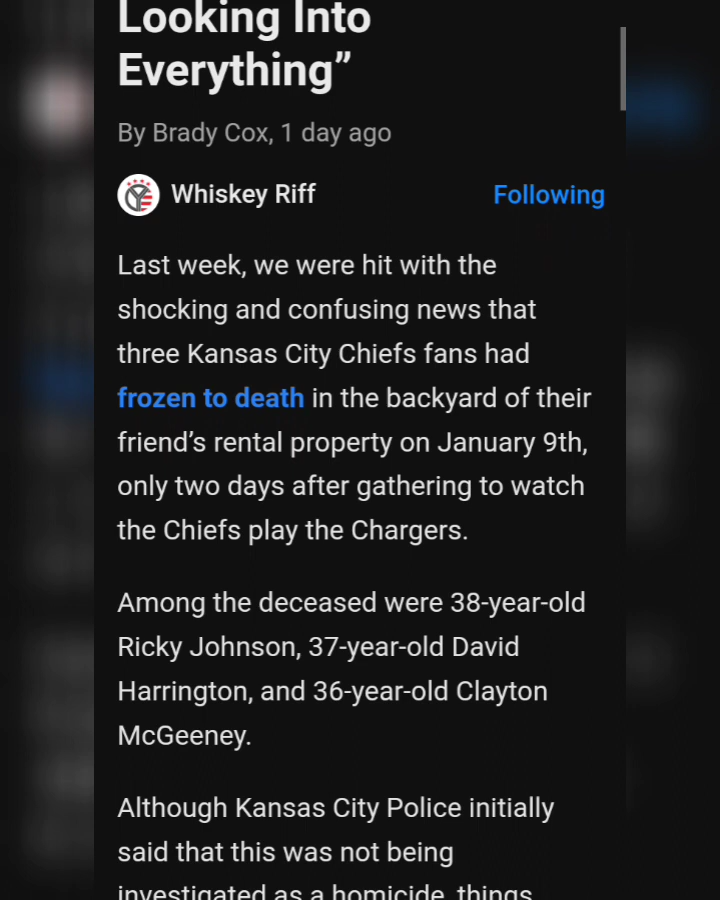 Looking Into
Everything”
By Brady Cox, 1 day ago
Whiskey Riff
Following
Last week, we were hit with the
shocking and confusing news that
three Kansas City Chiefs fans had
frozen to death in the backyard of their
friend’s rental property on January 9th,
only two days after gathering to watch
the Chiefs play the Chargers.
Among the deceased were 38-year-old
Ricky Johnson, 37-year-old David
Harrington, and 36-year-old Clayton
McGeeney.
Although Kansas City Police initially
said that this was not being
investigated as a homicide, things